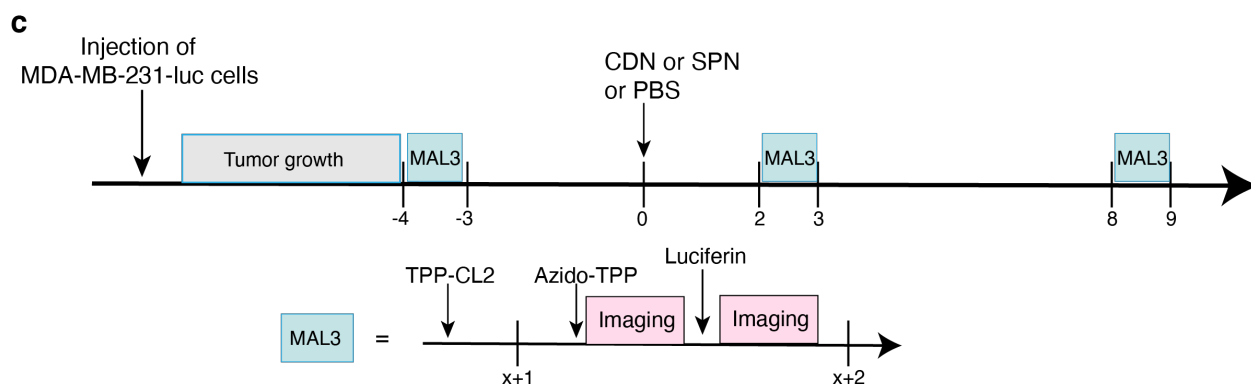 c
Injection of
MDA-MB-231-luc cells
CDN or SPN
or PBS
Tumor growth
MAL3
MAL3
MAL3
-4
-3
0
2
3
8
9
TPP-CL2
Azido-TPP
Luciferin
MAL3
=
Imaging
Imaging
x+1
x+2